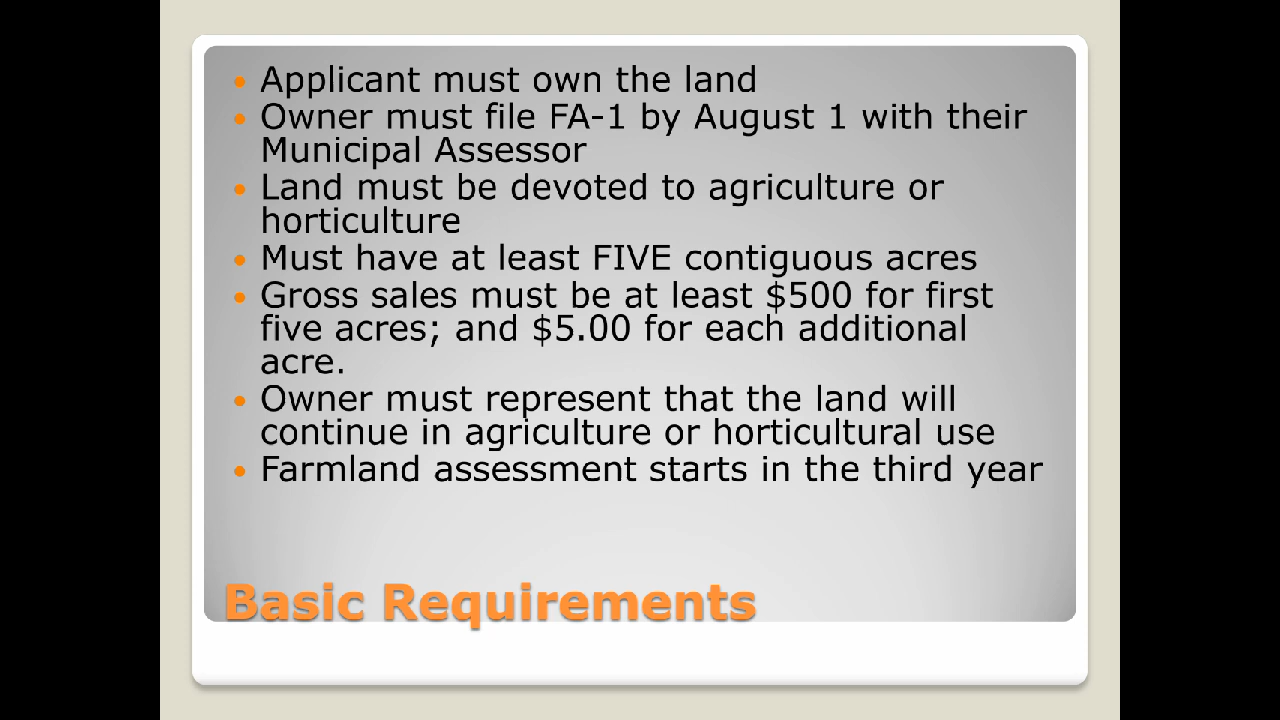 Applicant must own the land
Owner must file FA-1 by August 1 with their
Municipal Assessor
Land must be devoted to agriculture or
horticulture
Must have at least FIVE contiguous acres
Gross sales must be at least $500 for first
five acres; and $5.00 for each additional
acre.
Owner must represent that the land will
continue in agriculture or horticultural use
Farmland assessment starts in the third year
Basic Requirements